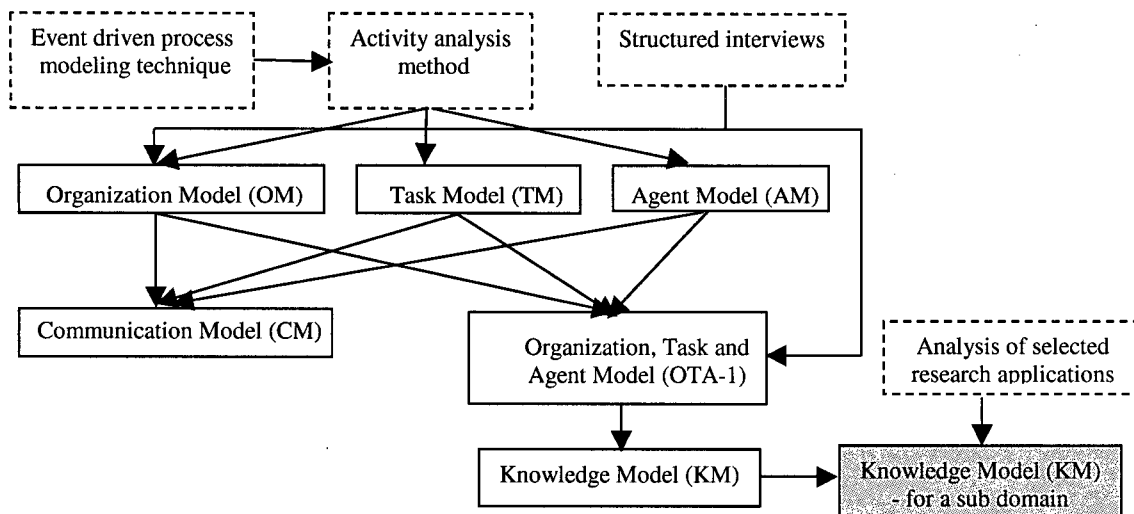 Event driven process
modeling technique
Activity analysis
method
Structured interviews
Organization Model (OM)
Task Model (TM)
Agent Model (AM)
Communication Model (CM)
Organization, Task and
Agent Model (OTA-1)
Analysis of selected
research applications
Knowledge Model (KM)
Knowledge Model (KM)
- for a sub domain